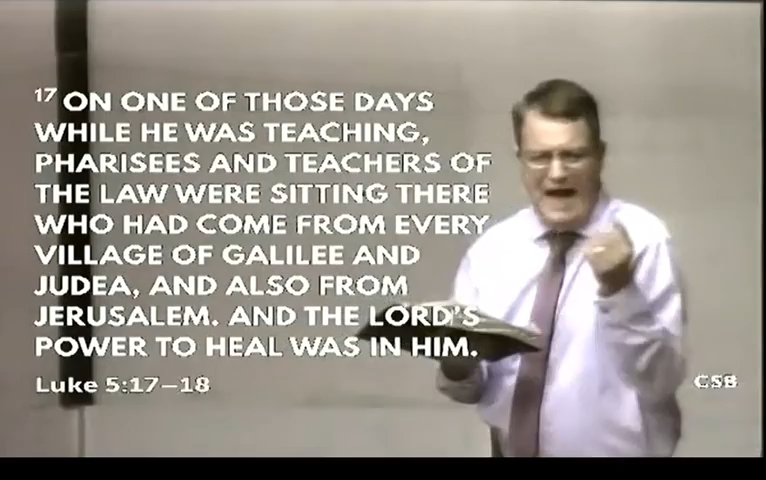 17 ON ONE OF THOSE DAYS
WHILE HE WAS TEACHING,
PHARISEES AND TEACHERS OF
THE LAW WERE SITTING THERE
WHO HAD COME FROM EVERY
VILLAGE OF GALILEE AND
JUDEA, AND ALSO FROM
JERUSALEM. AND THE LORD'S
POWER TO HEAL WAS IN HIM.
Luke 5:17–18
CSB